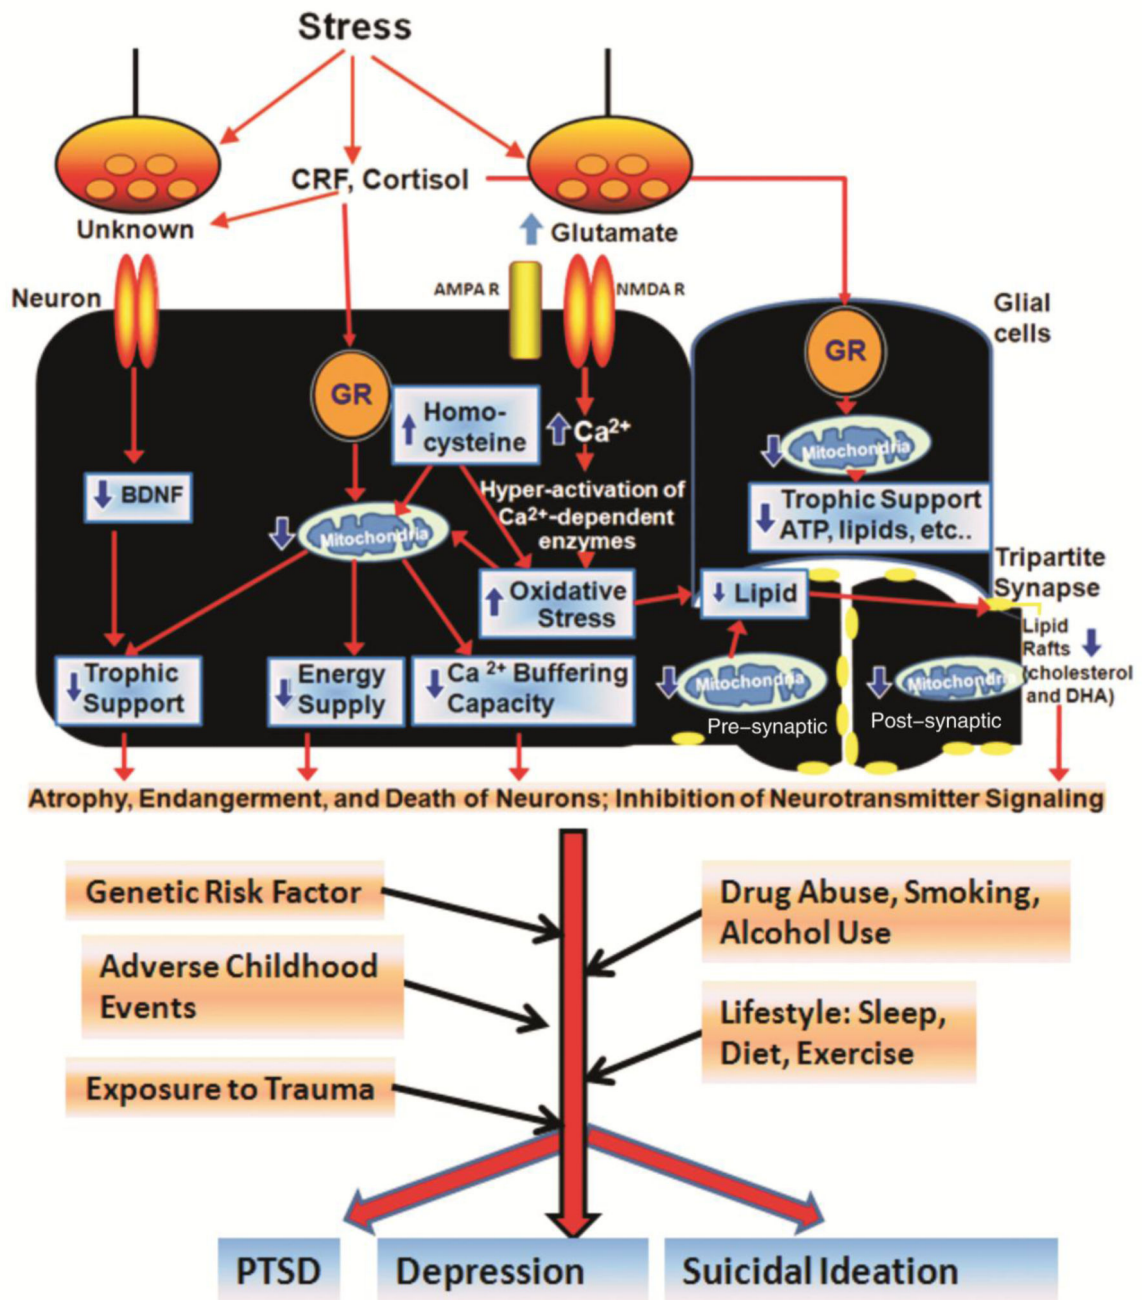 Stress
CRF, Cortisol
Unknown
Glutamate
Neuron
AMPA R
NMDA R
Glial
cells
GR
GR
Homo-
cysteine
Ca2+
Mitochondria
BDNF
Hyper-activation of
Ca2+-dependent
enzymes
Trophic Support
ATP, lipids, etc..
Mitochondria
Oxidative
Stress
Lipid
Tripartite
Synapse
Lipid
Rafts
(cholesterol
and DHA)
Trophic
Support
Energy
Supply
Ca 2+ Buffering
Capacity
Mitochondria
Mitochondria
Pre–synaptic
Post–synaptic
Atrophy, Endangerment, and Death of Neurons; Inhibition of Neurotransmitter Signaling
Genetic Risk Factor
Drug Abuse, Smoking,
Alcohol Use
Adverse Childhood
Events
Lifestyle: Sleep,
Diet, Exercise
Exposure to Trauma
PTSD
Depression
Suicidal Ideation